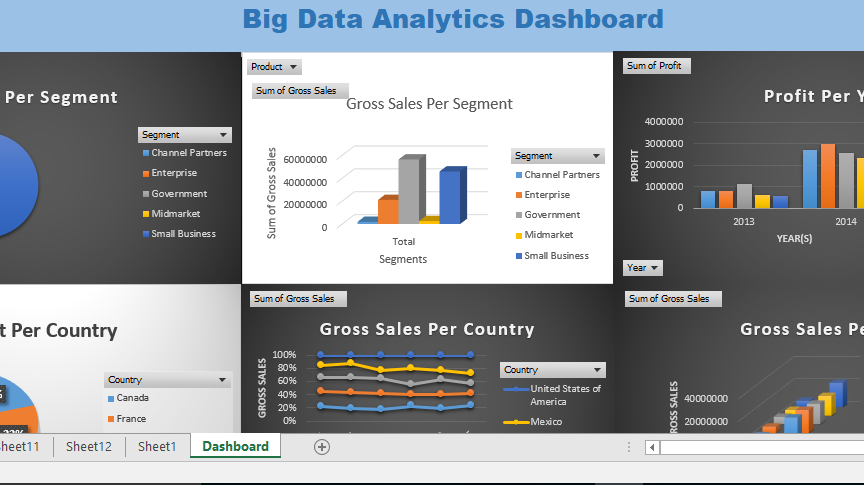 Big Data Analytics Dashboard
Per Segment
Segment
Channel Partners
Enterprise
Government
Midmarket
Small Business
Product
Sum of Gross Sales
Gross Sales Per Segment
Sum of Gross Sales
60000000
40000000
20000000
0
Total
Segments
Segment
Channel Partners
Enterprise
Government
Midmarket
Small Business
Sum of Profit
Profit Per Y
PROFIT
4000000
3000000
2000000
1000000
0
2013
2014
YEAR(S)
Year
t Per Country
Country
Canada
France
Sum of Gross Sales
Gross Sales Per Country
GROSS SALES
100%
80%
60%
40%
20%
0%
Country
United States of
America
Mexico
Sum of Gross Sales
Gross Sales Pe
ROSS SALES
40000000
20000000
heet11
Sheet12
Sheet1
Dashboard